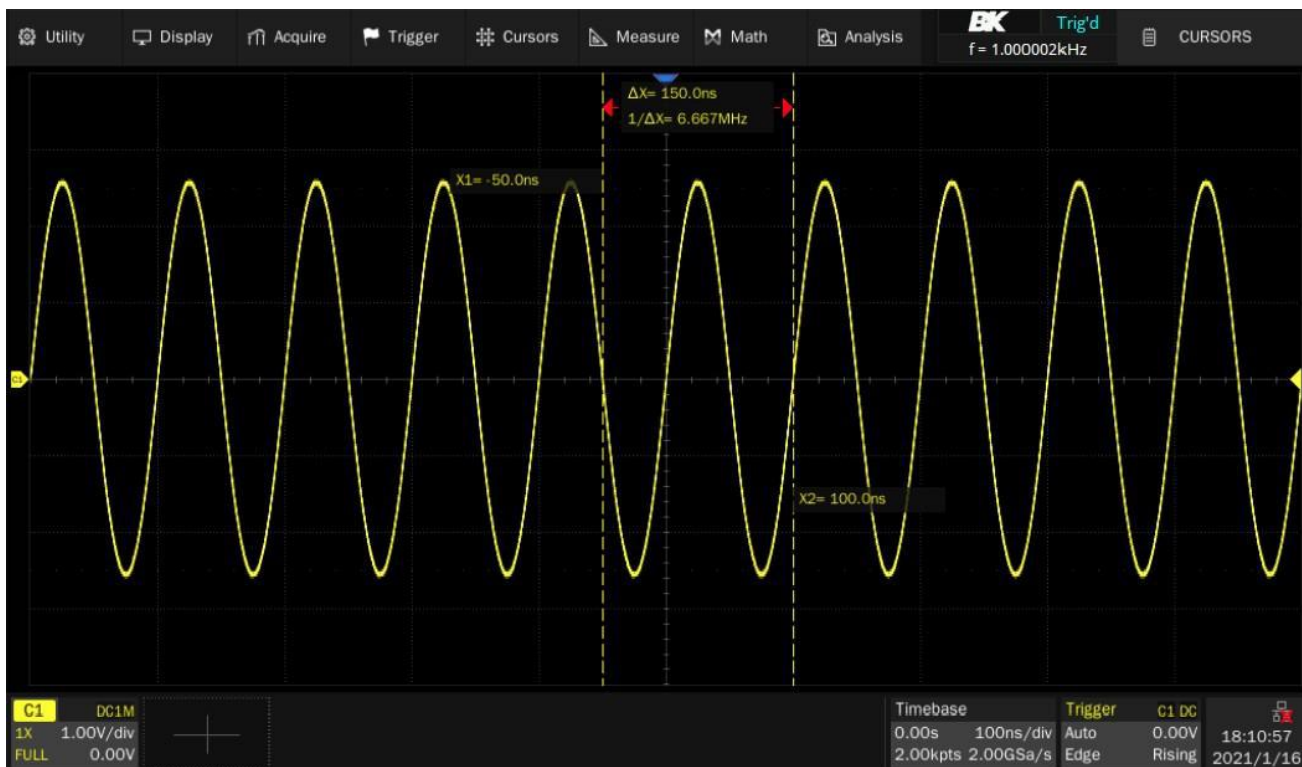 Utility Display Acquire Trigger Cursors Measure Math Analysis
BK Trig'd
f = 1.000002kHz
CURSORS
ΔX= 150.0ns
1/ΔX= 6.667MHz
X1= -50.0ns
C1
X2= 100.0ns
C1 DC1M
1X 1.00V/div
FULL 0.00V
Timebase
0.00s 100ns/div
2.00kpts 2.00GSa/s
Trigger C1 DC
Auto 0.00V
Edge Rising
18:10:57
2021/1/16